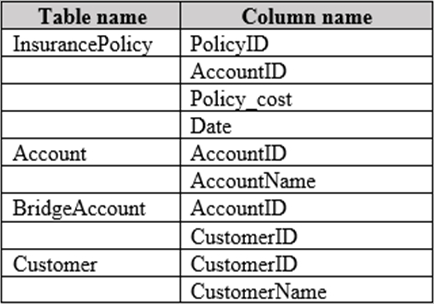 Table name Column name
InsurancePolicy PolicyID
AccountID
Policy_cost
Date
Account AccountID
AccountName
BridgeAccount AccountID
CustomerID
Customer CustomerID
CustomerName